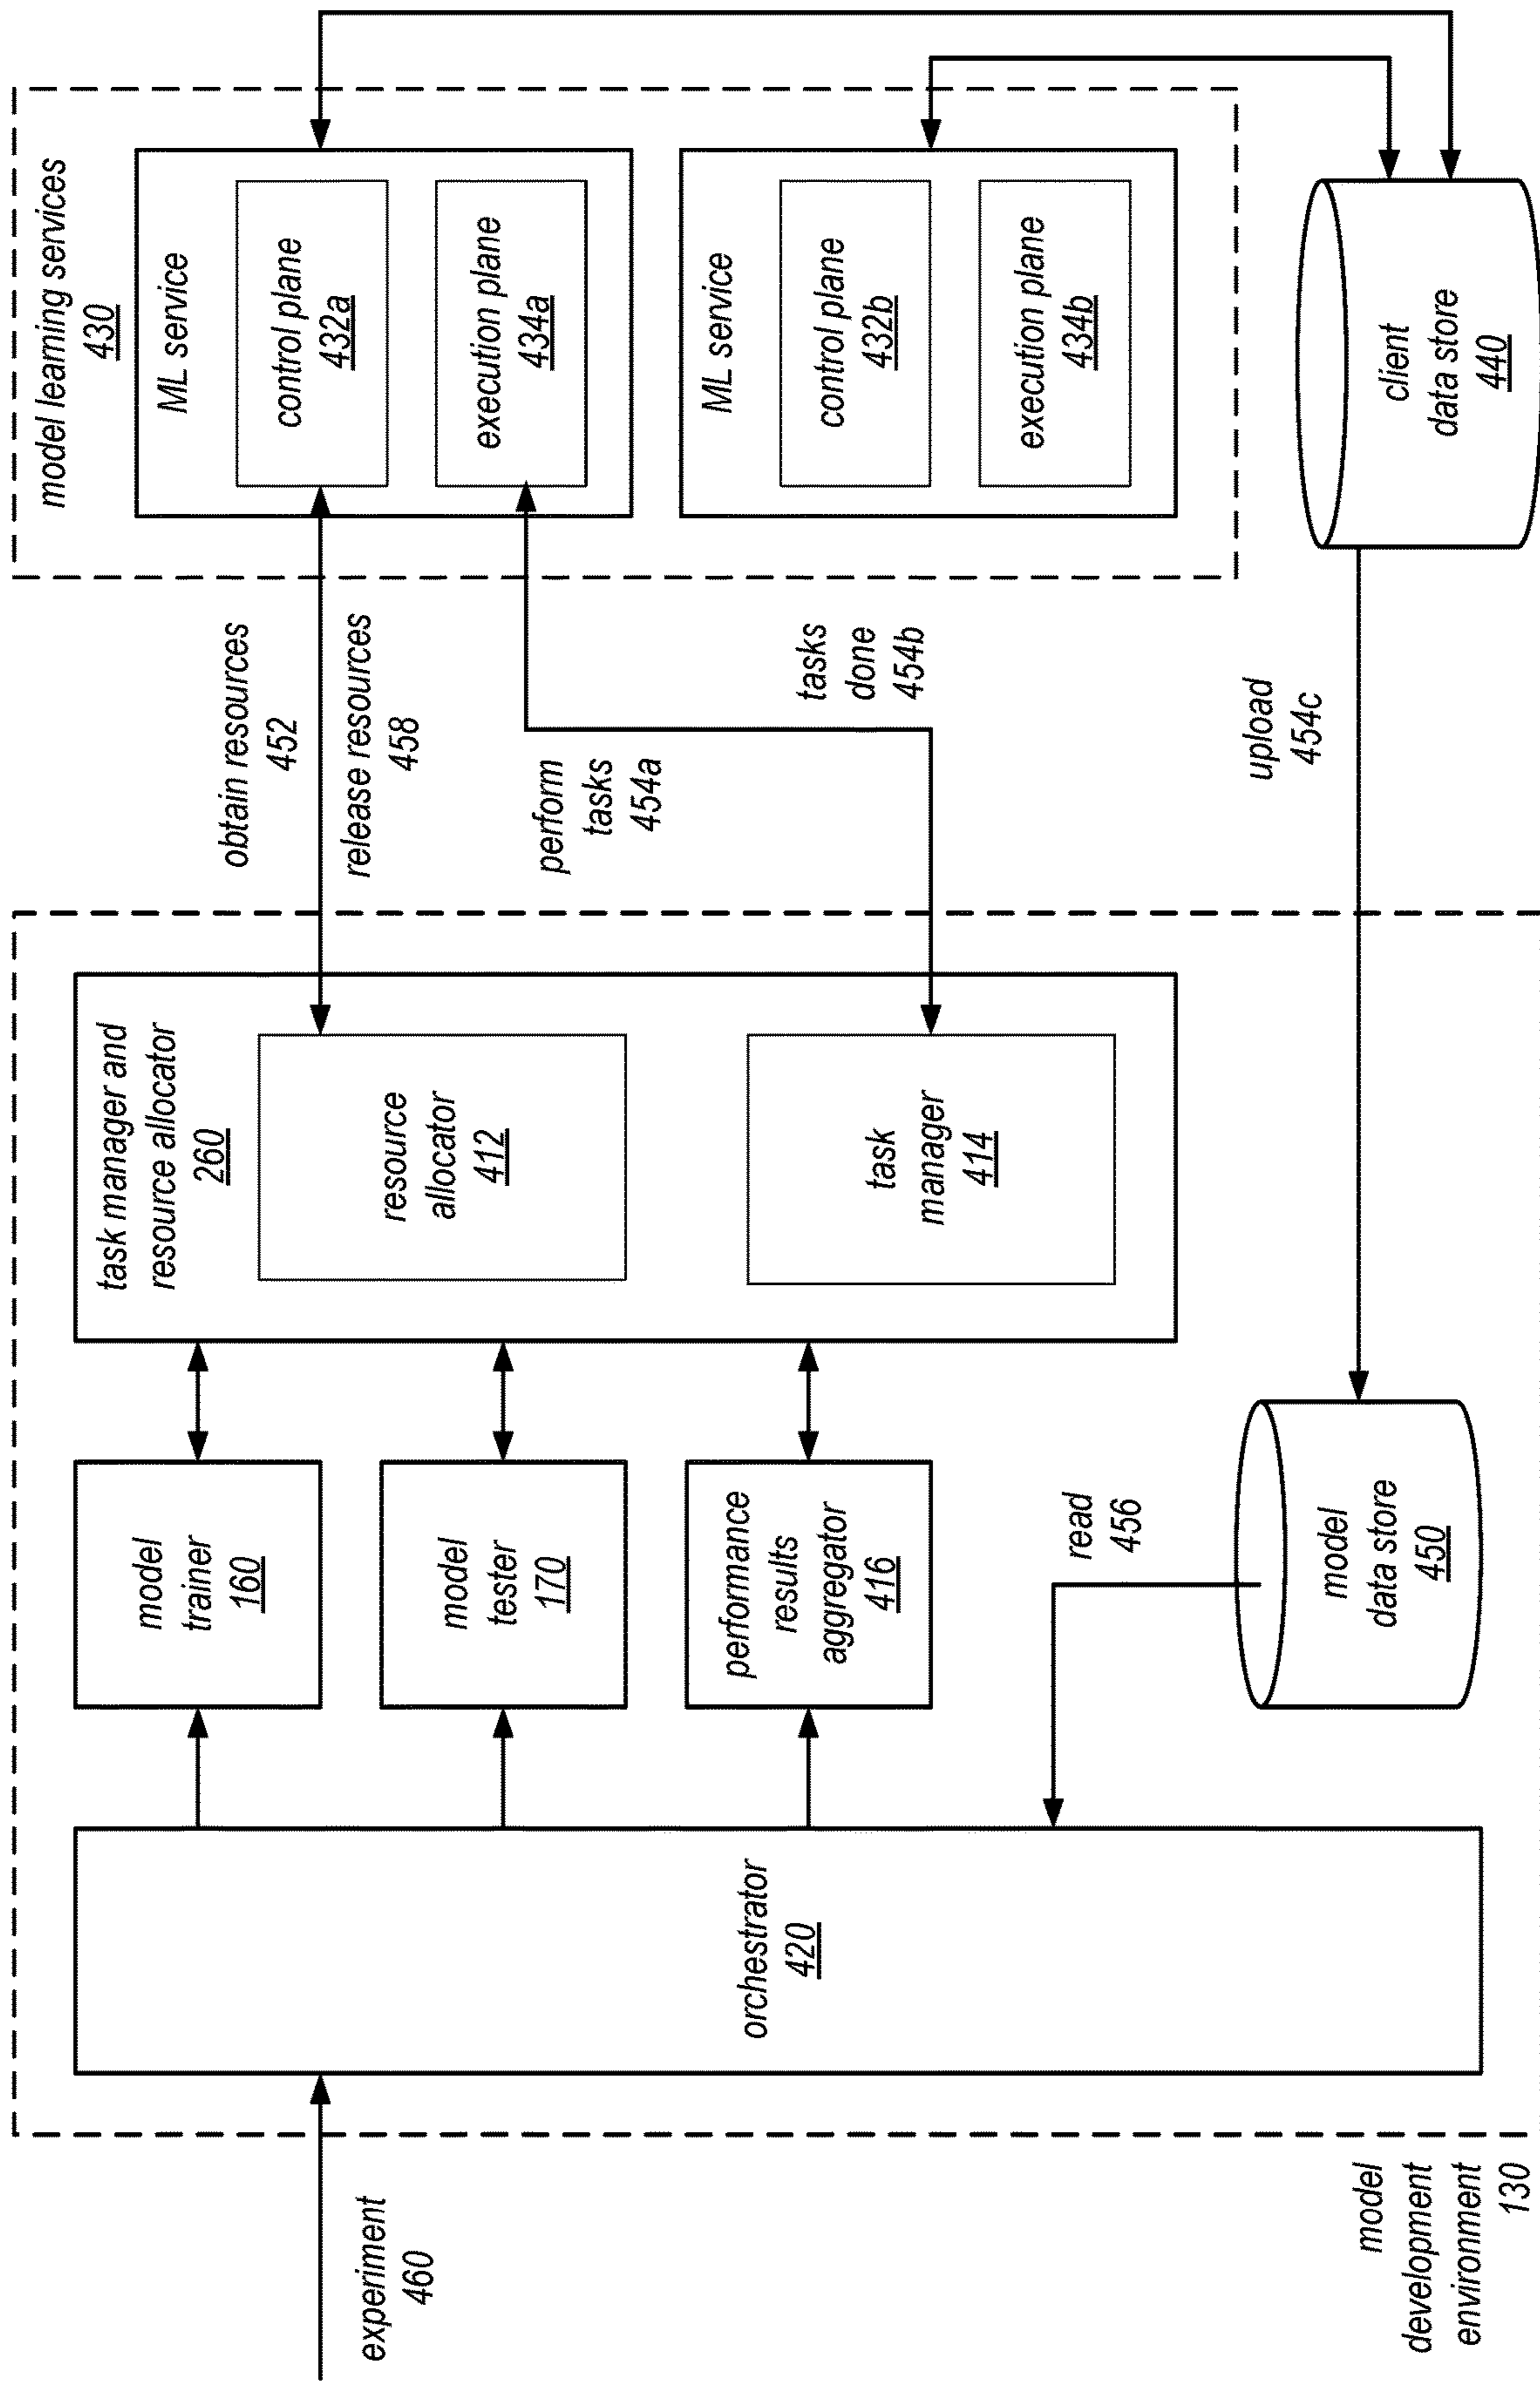 experiment
460
model
development
environment
130
orchestrator
420
model
trainer
160
model
tester
170
performance
results
aggregator
416
read
456
model
data store
450
task manager and
resource allocator
260
resource
allocator
412
task
manager
414
obtain resources
452
release resources
458
perform
tasks
454a
tasks
done
454b
upload
454c
model learning services
430
ML service
control plane
432a
execution plane
434a
ML service
control plane
432b
execution plane
434b
client
data store
440